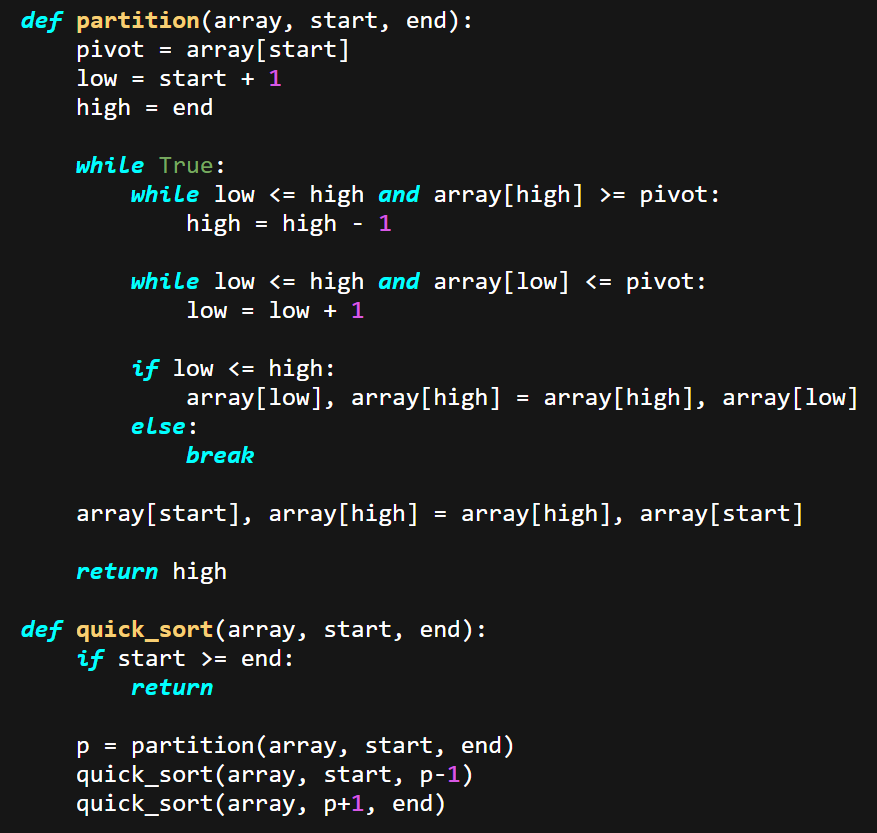 def partition(array, start, end):
    pivot = array[start]
    low = start + 1
    high = end

    while True:
        while low <= high and array[high] >= pivot:
            high = high - 1

        while low <= high and array[low] <= pivot:
            low = low + 1

        if low <= high:
            array[low], array[high] = array[high], array[low]
        else:
            break

    array[start], array[high] = array[high], array[start]

    return high

def quick_sort(array, start, end):
    if start >= end:
        return

    p = partition(array, start, end)
    quick_sort(array, start, p-1)
    quick_sort(array, p+1, end)